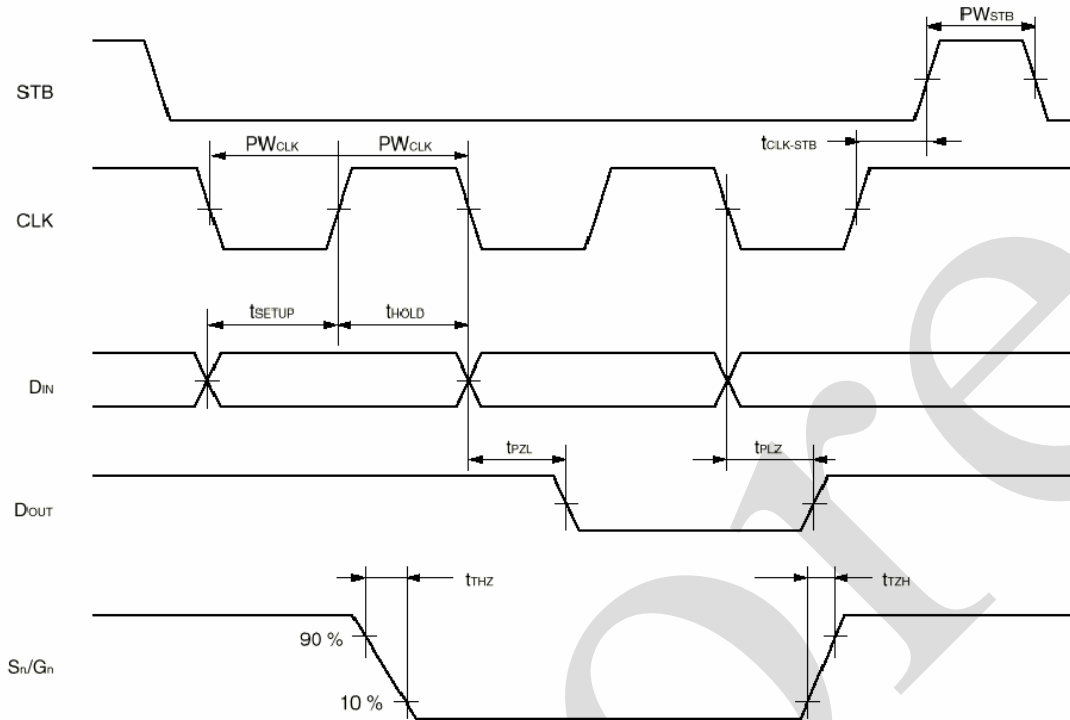 PWSTB
STB
tCLK-STB
PWCLK PWCLK
CLK
tSETUP tHOLD
DIN
tPZL tPLZ
DOUT
tTHZ tTZH
90 %
Sn/Gn
10 %
ore